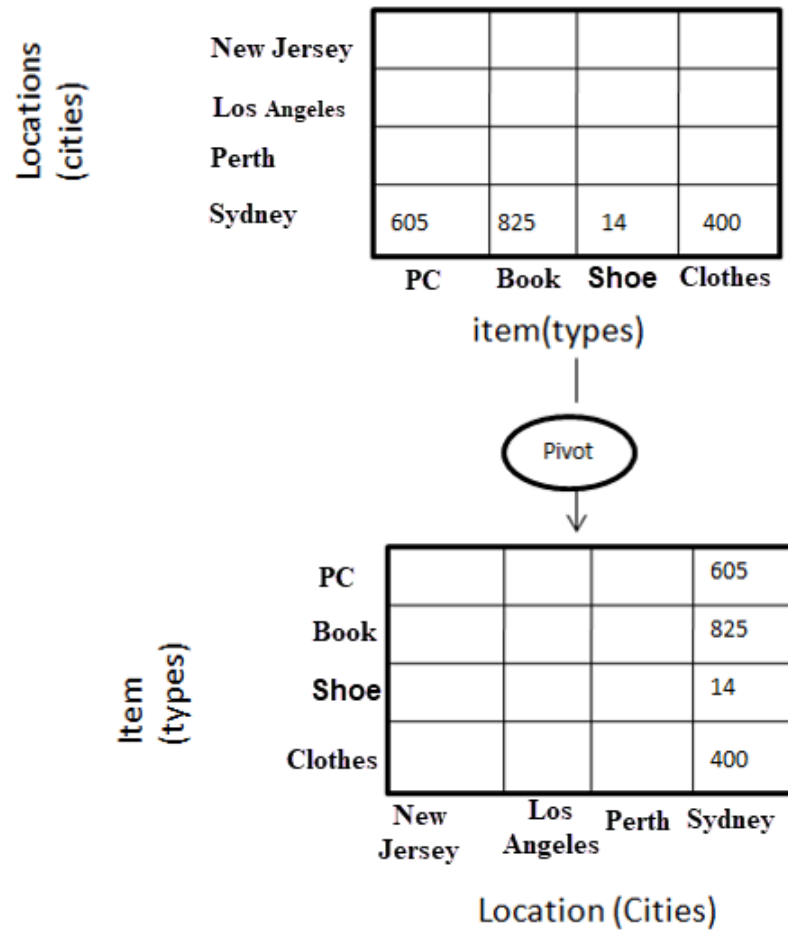 Locations
(cities)
New Jersey
Los Angeles
Perth
Sydney
605 825 14 400
PC Book Shoe Clothes
item(types)
Pivot
Item
(types)
PC 605
Book 825
Shoe 14
Clothes 400
New Jersey Los Angeles Perth Sydney
Location (Cities)